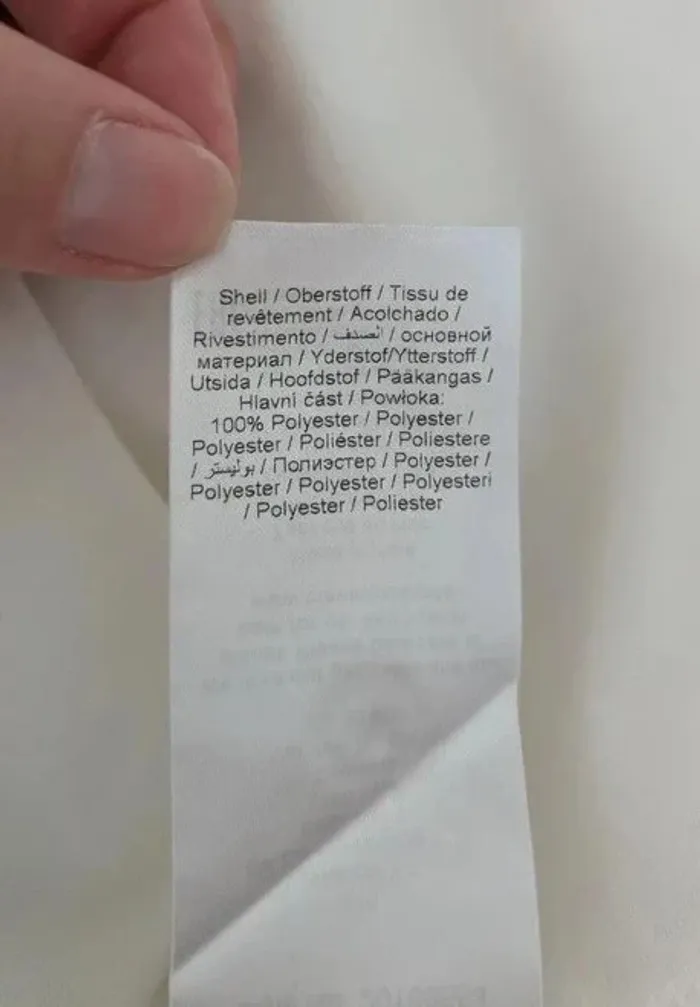 Shell / Oberstoff / Tissu de
revêtement / Acolchado /
Rivestimento / الصدف / основной
материал / Yderstof/Ytterstoff /
Utsida / Hoofdstof / Pääkangas /
Hlavní část / Powłoka:
100% Polyester / Polyester /
Polyester / Poliéster / Poliestere
/ بوليستر / Полиэстер / Polyester /
Polyester / Polyester / Polyesteri
/ Polyester / Poliester